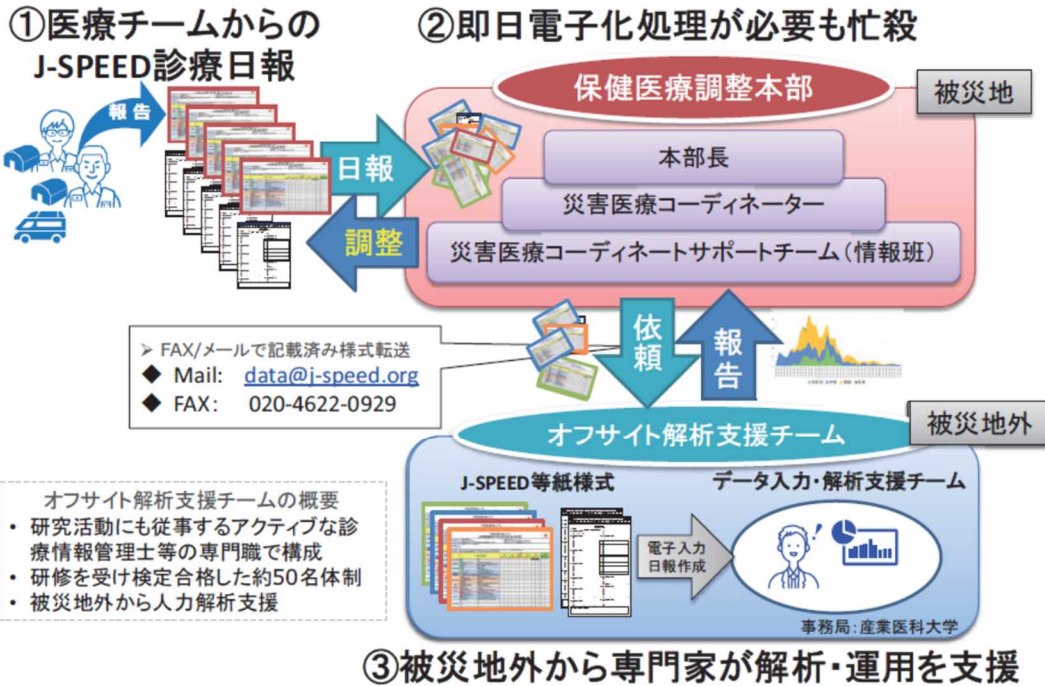 ①医療チームからの
J-SPEED診療日報
②即日電子化処理が必要も忙殺
報告
日報
調整
保健医療調整本部
被災地
本部長
災害医療コーディネーター
災害医療コーディネートサポートチーム(情報班)
➢ FAX/メールで記載済み様式転送
◆ Mail: data@j-speed.org
◆ FAX: 020-4622-0929
依頼
報告
オフサイト解析支援チーム
被災地外
オフサイト解析支援チームの概要
• 研究活動にも従事するアクティブな診
療情報管理士等の専門職で構成
• 研修を受け検定合格した約50名体制
• 被災地外から人力解析支援
J-SPEED等紙様式
データ入力・解析支援チーム
電子入力
日報作成
事務局:産業医科大学
③被災地外から専門家が解析・運用を支援